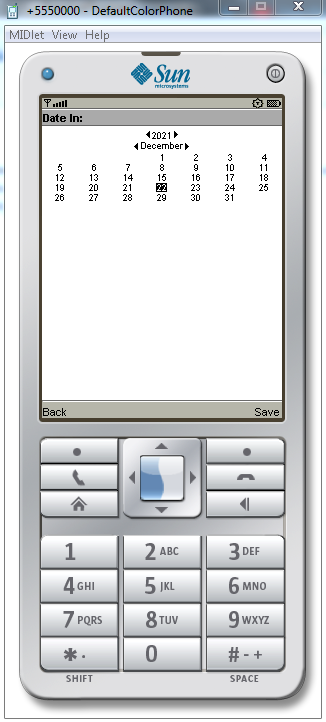 +5550000 - DefaultColorPhone
MIDlet View Help
Sun
microsystems
Date In:
2021
December
1 2 3 4
5 6 7 8 9 10 11
12 13 14 15 16 17 18
19 20 21 22 23 24 25
26 27 28 29 30 31
Back Save
1 2 ABC 3 DEF
4 GHI 5 JKL 6 MNO
7 PQRS 8 TUV 9 WXYZ
* . 0 # - +
SHIFT SPACE